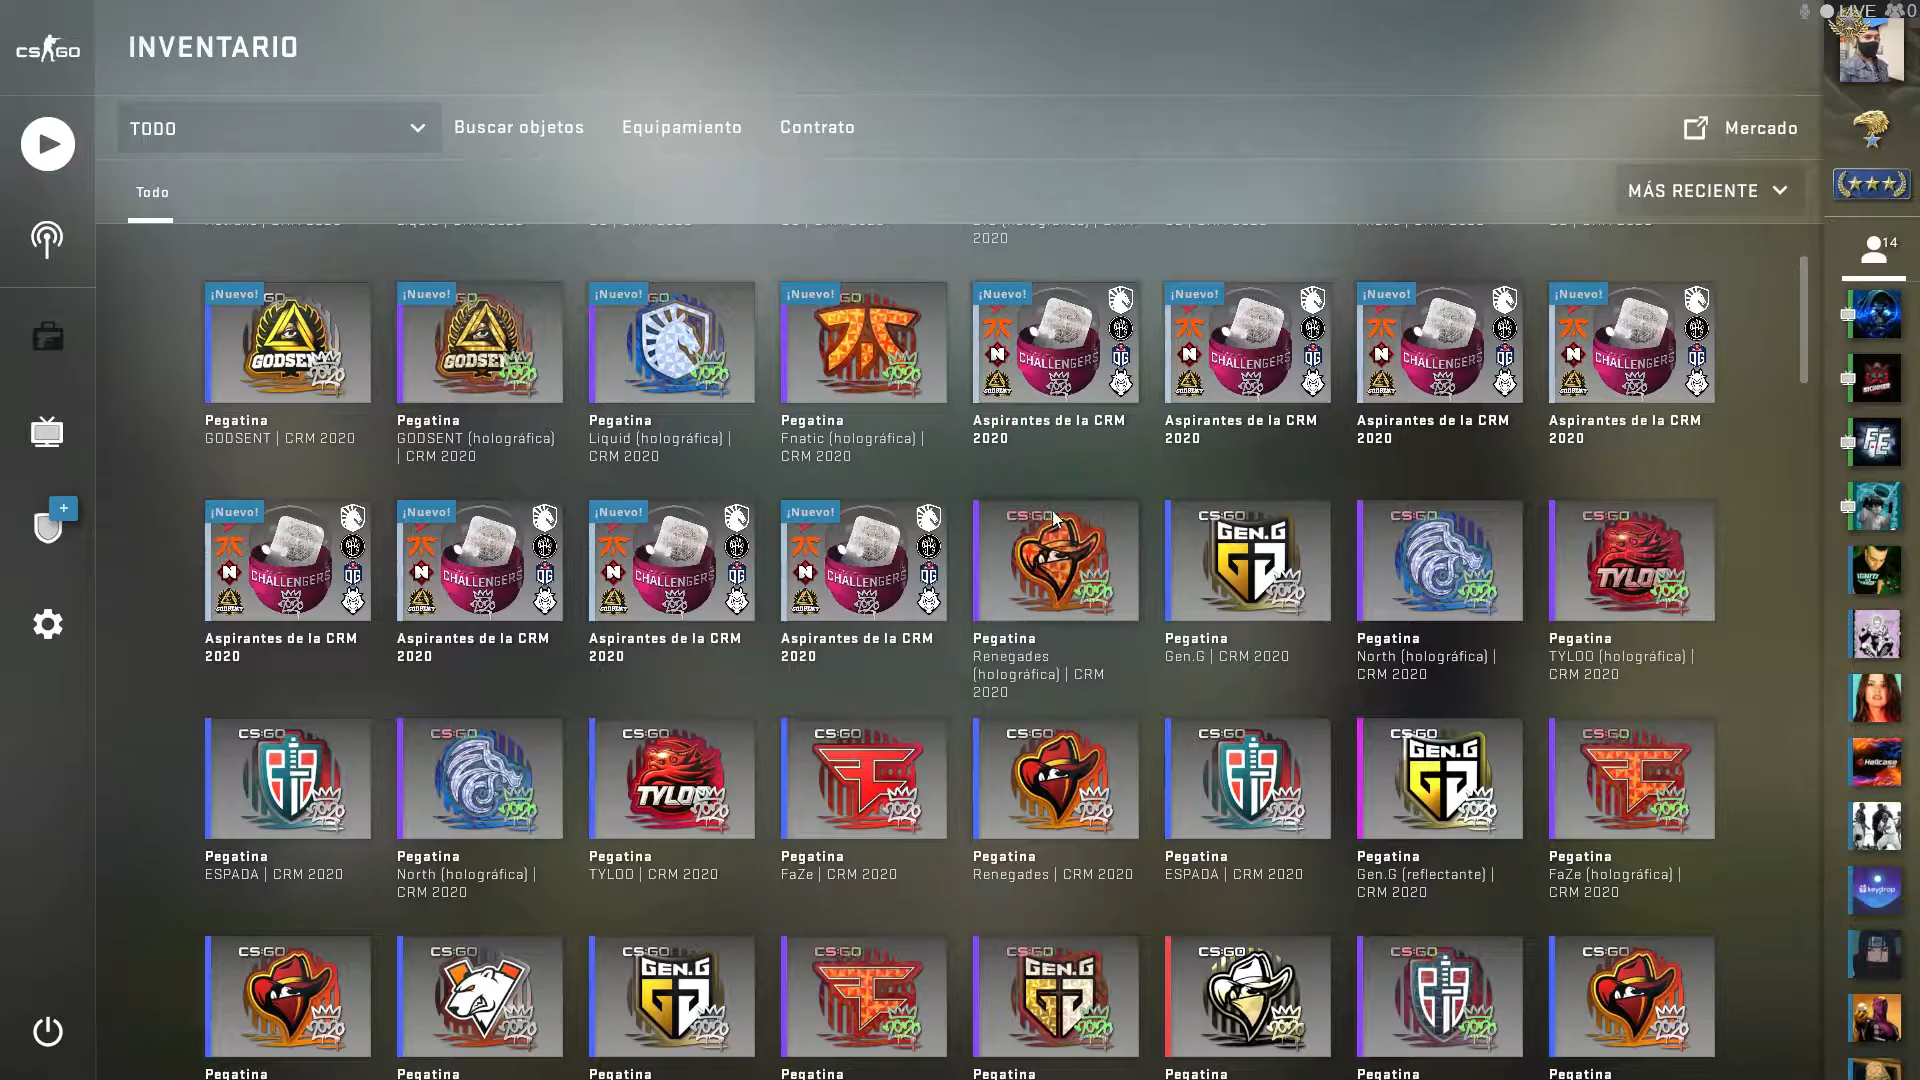 LIVE 0
CS GO
INVENTARIO
TODO
Buscar objetos
Equipamiento
Contrato
Mercado
Todo
MÁS RECIENTE
14
2020
¡Nuevo!
¡Nuevo!
¡Nuevo!
¡Nuevo!
¡Nuevo!
¡Nuevo!
¡Nuevo!
¡Nuevo!
Pegatina
GODSENT | CRM 2020
Pegatina
GODSENT (holográfica)
| CRM 2020
Pegatina
Liquid (holográfica) |
CRM 2020
Pegatina
Fnatic (holográfica) |
CRM 2020
Aspirantes de la CRM
2020
Aspirantes de la CRM
2020
Aspirantes de la CRM
2020
Aspirantes de la CRM
2020
¡Nuevo!
¡Nuevo!
¡Nuevo!
¡Nuevo!
Aspirantes de la CRM
2020
Aspirantes de la CRM
2020
Aspirantes de la CRM
2020
Aspirantes de la CRM
2020
Pegatina
Renegades
(holográfica) | CRM
2020
Pegatina
Gen.G | CRM 2020
Pegatina
North (holográfica) |
CRM 2020
Pegatina
TYLOO (holográfica) |
CRM 2020
Pegatina
ESPADA | CRM 2020
Pegatina
North (holográfica) |
CRM 2020
Pegatina
TYLOO | CRM 2020
Pegatina
FaZe | CRM 2020
Pegatina
Renegades | CRM 2020
Pegatina
ESPADA | CRM 2020
Pegatina
Gen.G (reflectante) |
CRM 2020
Pegatina
FaZe (holográfica) |
CRM 2020
Pegatina
Pegatina
Pegatina
Pegatina
Pegatina
Pegatina
Pegatina
Pegatina